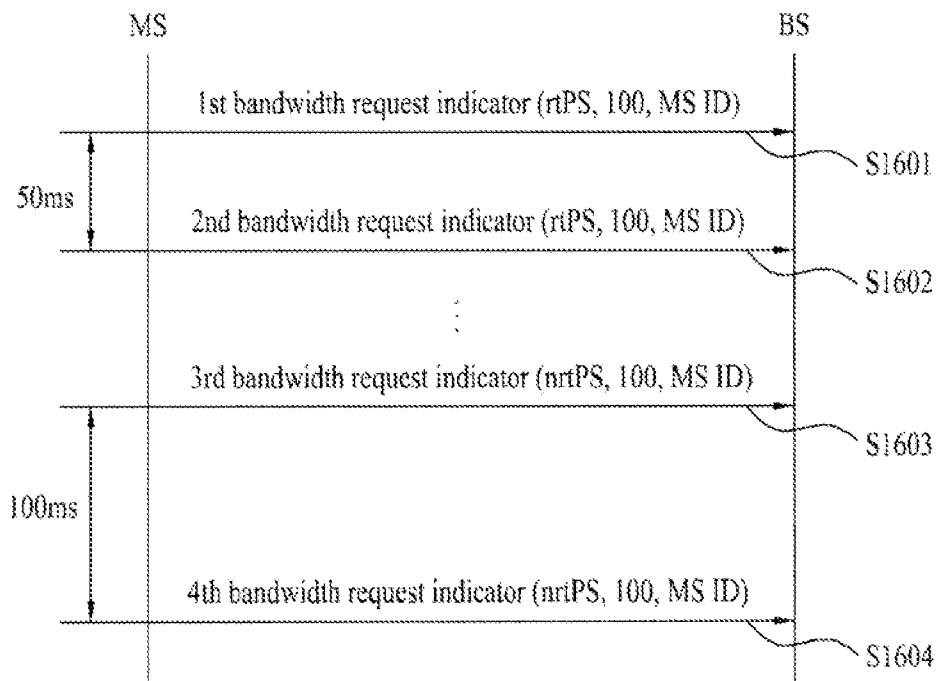 MS
BS
1st bandwidth request indicator (rtPS, 100, MS ID)
S1601
50ms
2nd bandwidth request indicator (rtPS, 100, MS ID)
S1602
3rd bandwidth request indicator (nrtPS, 100, MS ID)
S1603
100ms
4th bandwidth request indicator (nrtPS, 100, MS ID)
S1604